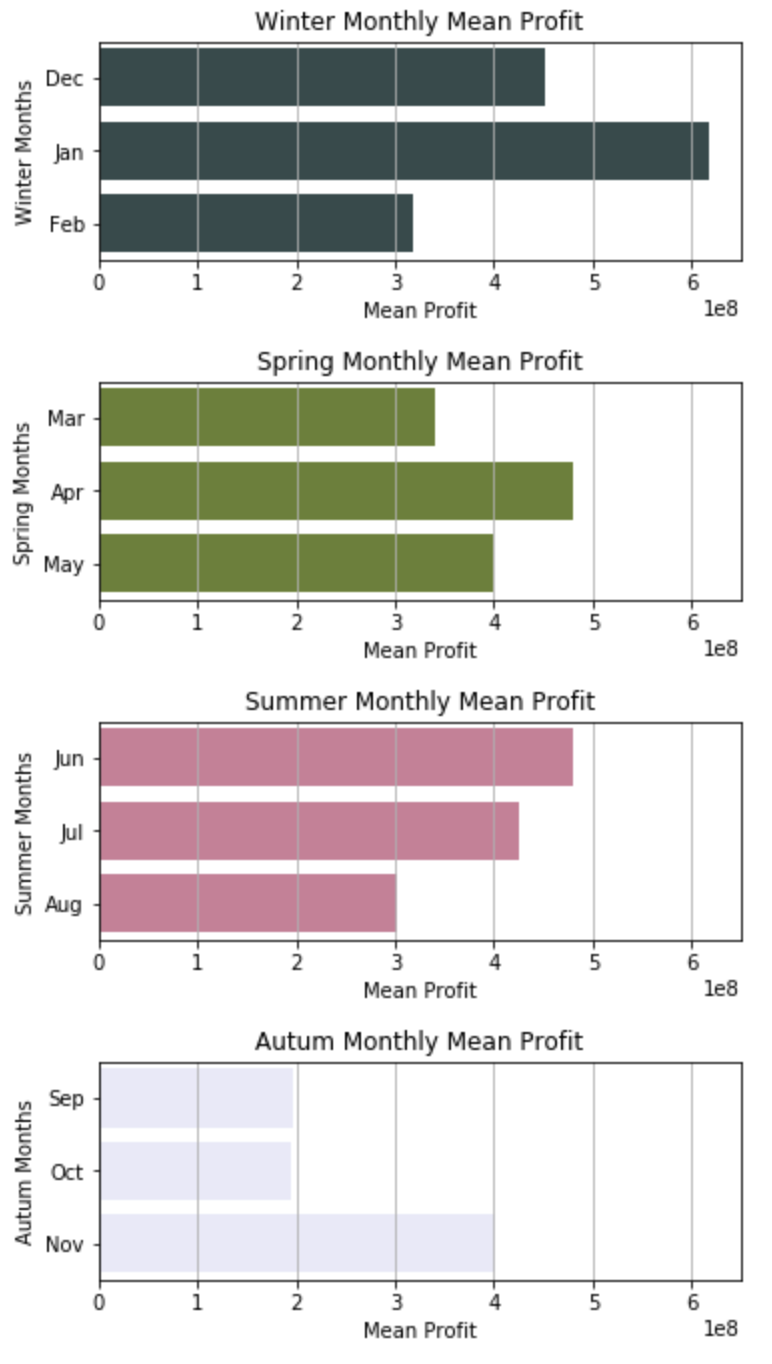 Winter Monthly Mean Profit
Winter Months
Dec
Jan
Feb
0 1 2 3 4 5 6
Mean Profit
1e8
Spring Monthly Mean Profit
Spring Months
Mar
Apr
May
0 1 2 3 4 5 6
Mean Profit
1e8
Summer Monthly Mean Profit
Summer Months
Jun
Jul
Aug
0 1 2 3 4 5 6
Mean Profit
1e8
Autum Monthly Mean Profit
Autum Months
Sep
Oct
Nov
0 1 2 3 4 5 6
Mean Profit
1e8